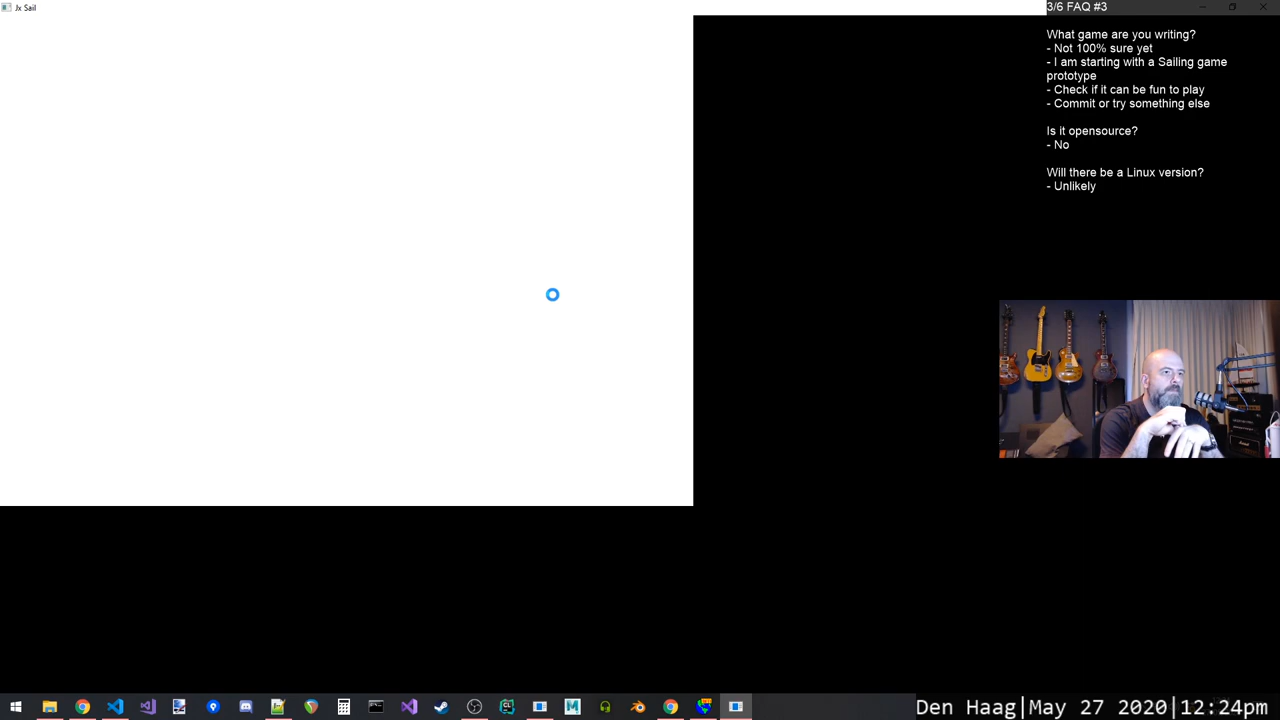 Jx Sail
3/6 FAQ #3
What game are you writing?
- Not 100% sure yet
- I am starting with a Sailing game
prototype
- Check if it can be fun to play
- Commit or try something else
Is it opensource?
- No
Will there be a Linux version?
- Unlikely
Den Haag|May 27 2020|12:24pm